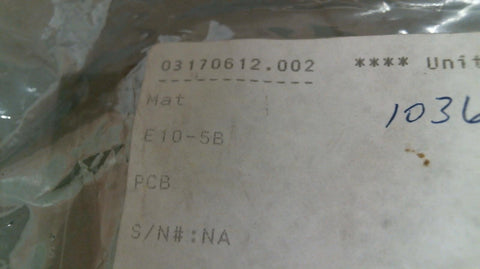 03170612.002 **** Unit
Mat 1036
E10-5B
PCB
S/N#:NA